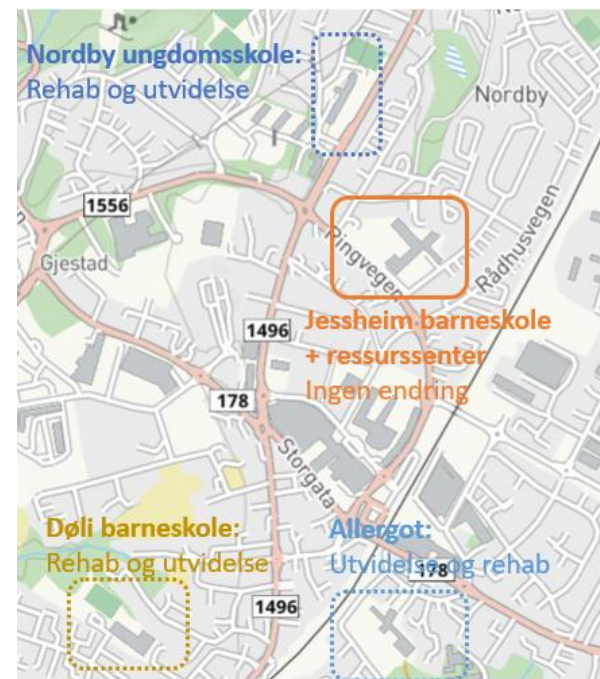 Nordby ungdomsskole:
Rehab og utvidelse
Nordby
1556
Gjestad
Ringvegen
Rådhusvegen
Jessheim barneskole
+ ressurssenter
Ingen endring
1496
178
Storgata
Døli barneskole:
Rehab og utvidelse
Allergot:
Utvidelse og rehab
178
1496